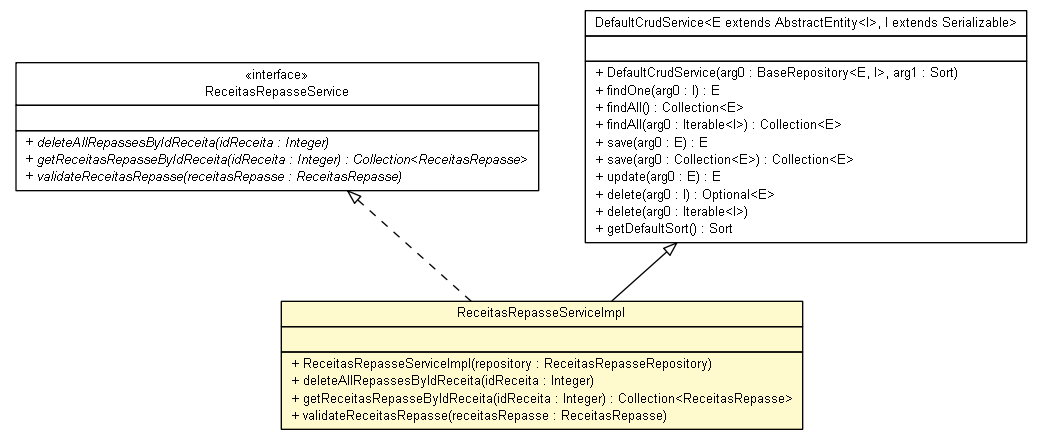 «interface»
ReceitasRepasseService
+ deleteAllRepassesByIdReceita(idReceita : Integer)
+ getReceitasRepasseByIdReceita(idReceita : Integer) : Collection<ReceitasRepasse>
+ validateReceitasRepasse(receitasRepasse : ReceitasRepasse)
DefaultCrudService<E extends AbstractEntity<I>, I extends Serializable>
+ DefaultCrudService(arg0 : BaseRepository<E, I>, arg1 : Sort)
+ findOne(arg0 : I) : E
+ findAll() : Collection<E>
+ findAll(arg0 : Iterable<I>) : Collection<E>
+ save(arg0 : E) : E
+ save(arg0 : Collection<E>) : Collection<E>
+ update(arg0 : E) : E
+ delete(arg0 : I) : Optional<E>
+ delete(arg0 : Iterable<I>)
+ getDefaultSort() : Sort
ReceitasRepasseServiceImpl
+ ReceitasRepasseServiceImpl(repository : ReceitasRepasseRepository)
+ deleteAllRepassesByIdReceita(idReceita : Integer)
+ getReceitasRepasseByIdReceita(idReceita : Integer) : Collection<ReceitasRepasse>
+ validateReceitasRepasse(receitasRepasse : ReceitasRepasse)